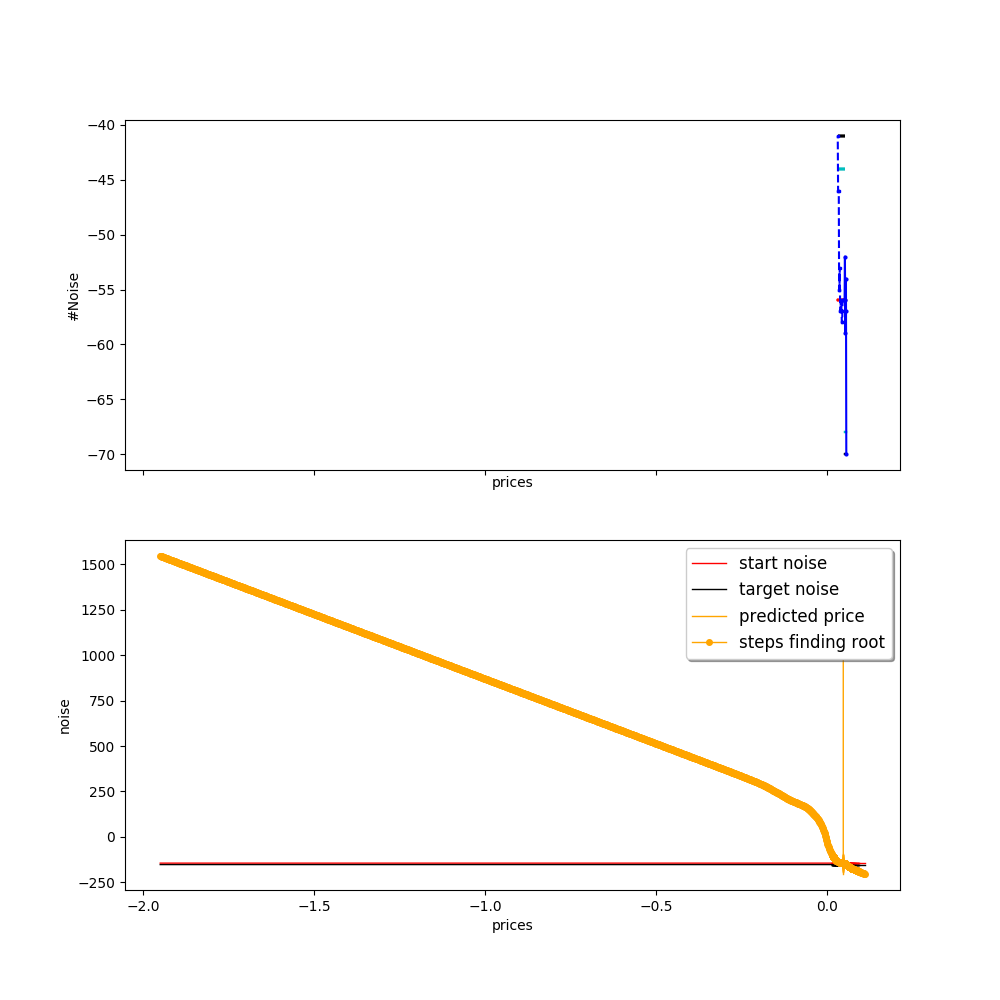 −40
−45
−50
−55
−60
−65
−70
#Noise
prices
1500
1250
1000
750
500
250
0
−250
noise
start noise
target noise
predicted price
steps finding root
−2.0
−1.5
−1.0
−0.5
0.0
prices